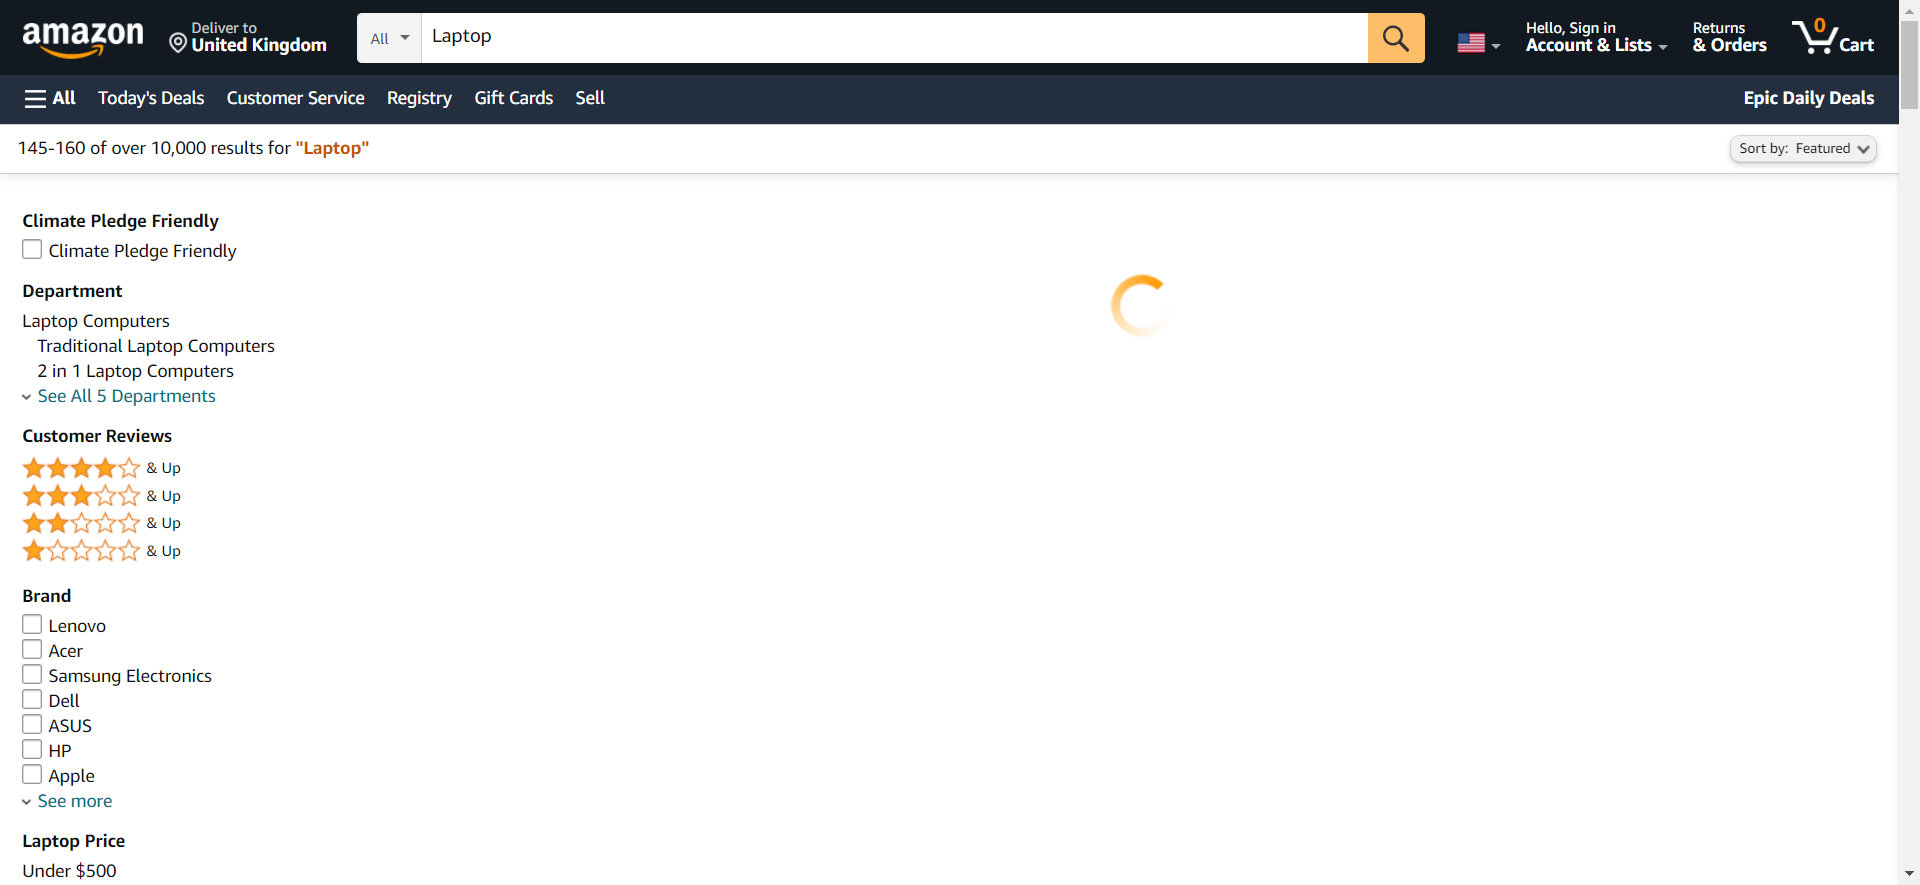 amazon
Deliver to
United Kingdom
All
Laptop
Hello, Sign in
Account & Lists
Returns
& Orders
0
Cart
All
Today's Deals
Customer Service
Registry
Gift Cards
Sell
Epic Daily Deals
145-160 of over 10,000 results for "Laptop"
Sort by: Featured
Climate Pledge Friendly
Climate Pledge Friendly
Department
Laptop Computers
Traditional Laptop Computers
2 in 1 Laptop Computers
See All 5 Departments
Customer Reviews
& Up
& Up
& Up
& Up
Brand
Lenovo
Acer
Samsung Electronics
Dell
ASUS
HP
Apple
See more
Laptop Price
Under $500